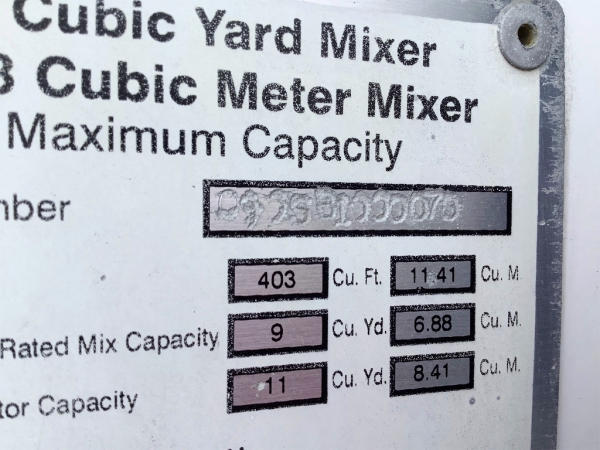 Cubic Yard Mixer
3 Cubic Meter Mixer
Maximum Capacity
nber
403 Cu. Ft. 11.41 Cu. M.
Rated Mix Capacity 9 Cu. Yd. 6.88 Cu. M.
tor Capacity 11 Cu. Yd. 8.41 Cu. M.